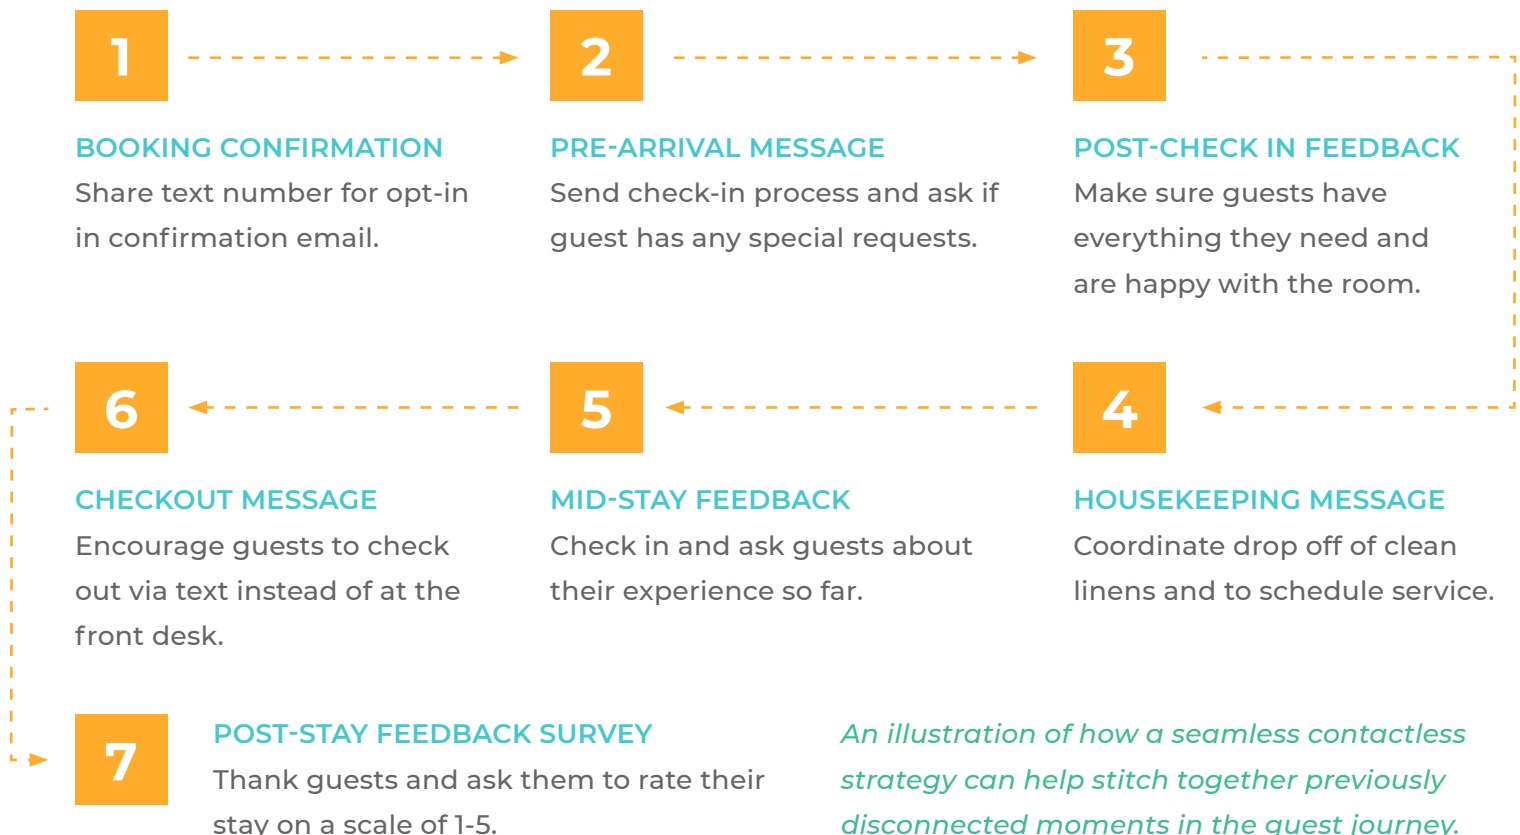 1
BOOKING CONFIRMATION
Share text number for opt-in
in confirmation email.
2
PRE-ARRIVAL MESSAGE
Send check-in process and ask if
guest has any special requests.
3
POST-CHECK IN FEEDBACK
Make sure guests have
everything they need and
are happy with the room.
4
HOUSEKEEPING MESSAGE
Coordinate drop off of clean
linens and to schedule service.
5
MID-STAY FEEDBACK
Check in and ask guests about
their experience so far.
6
CHECKOUT MESSAGE
Encourage guests to check
out via text instead of at the
front desk.
7
POST-STAY FEEDBACK SURVEY
Thank guests and ask them to rate their
stay on a scale of 1-5.
An illustration of how a seamless contactless
strategy can help stitch together previously
disconnected moments in the guest journey.